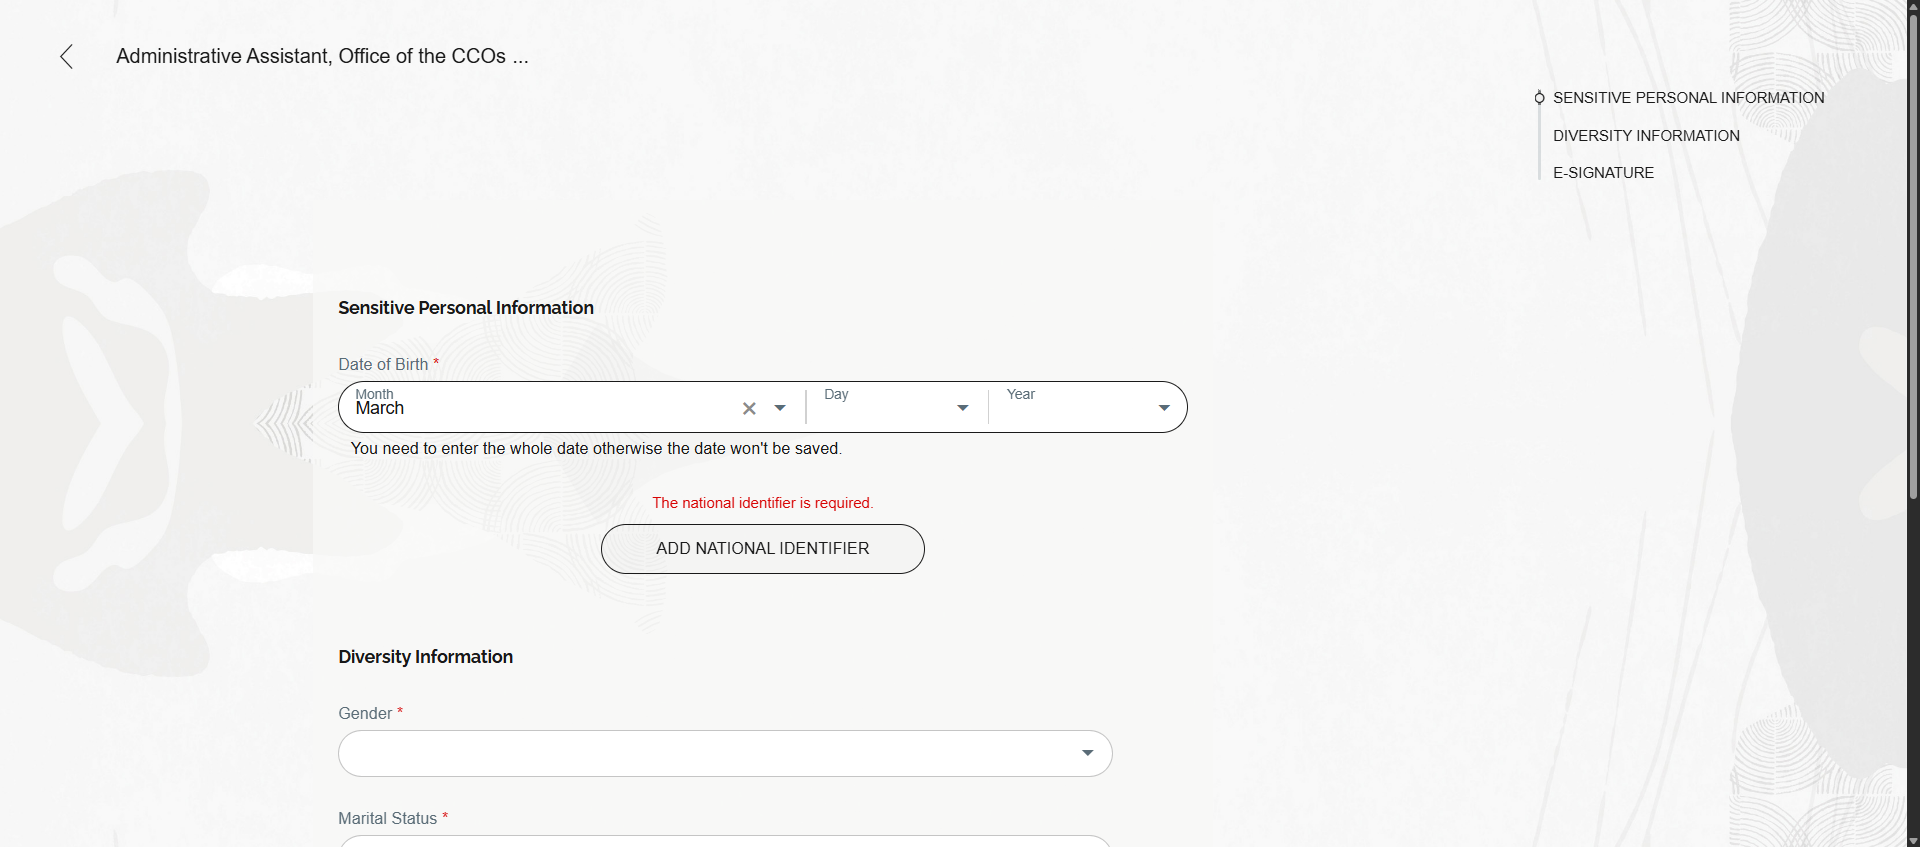 Administrative Assistant, Office of the CCOs ...
SENSITIVE PERSONAL INFORMATION
DIVERSITY INFORMATION
E-SIGNATURE
Sensitive Personal Information
Date of Birth *
Month
March
Day
Year
You need to enter the whole date otherwise the date won't be saved.
The national identifier is required.
ADD NATIONAL IDENTIFIER
Diversity Information
Gender *
Marital Status *